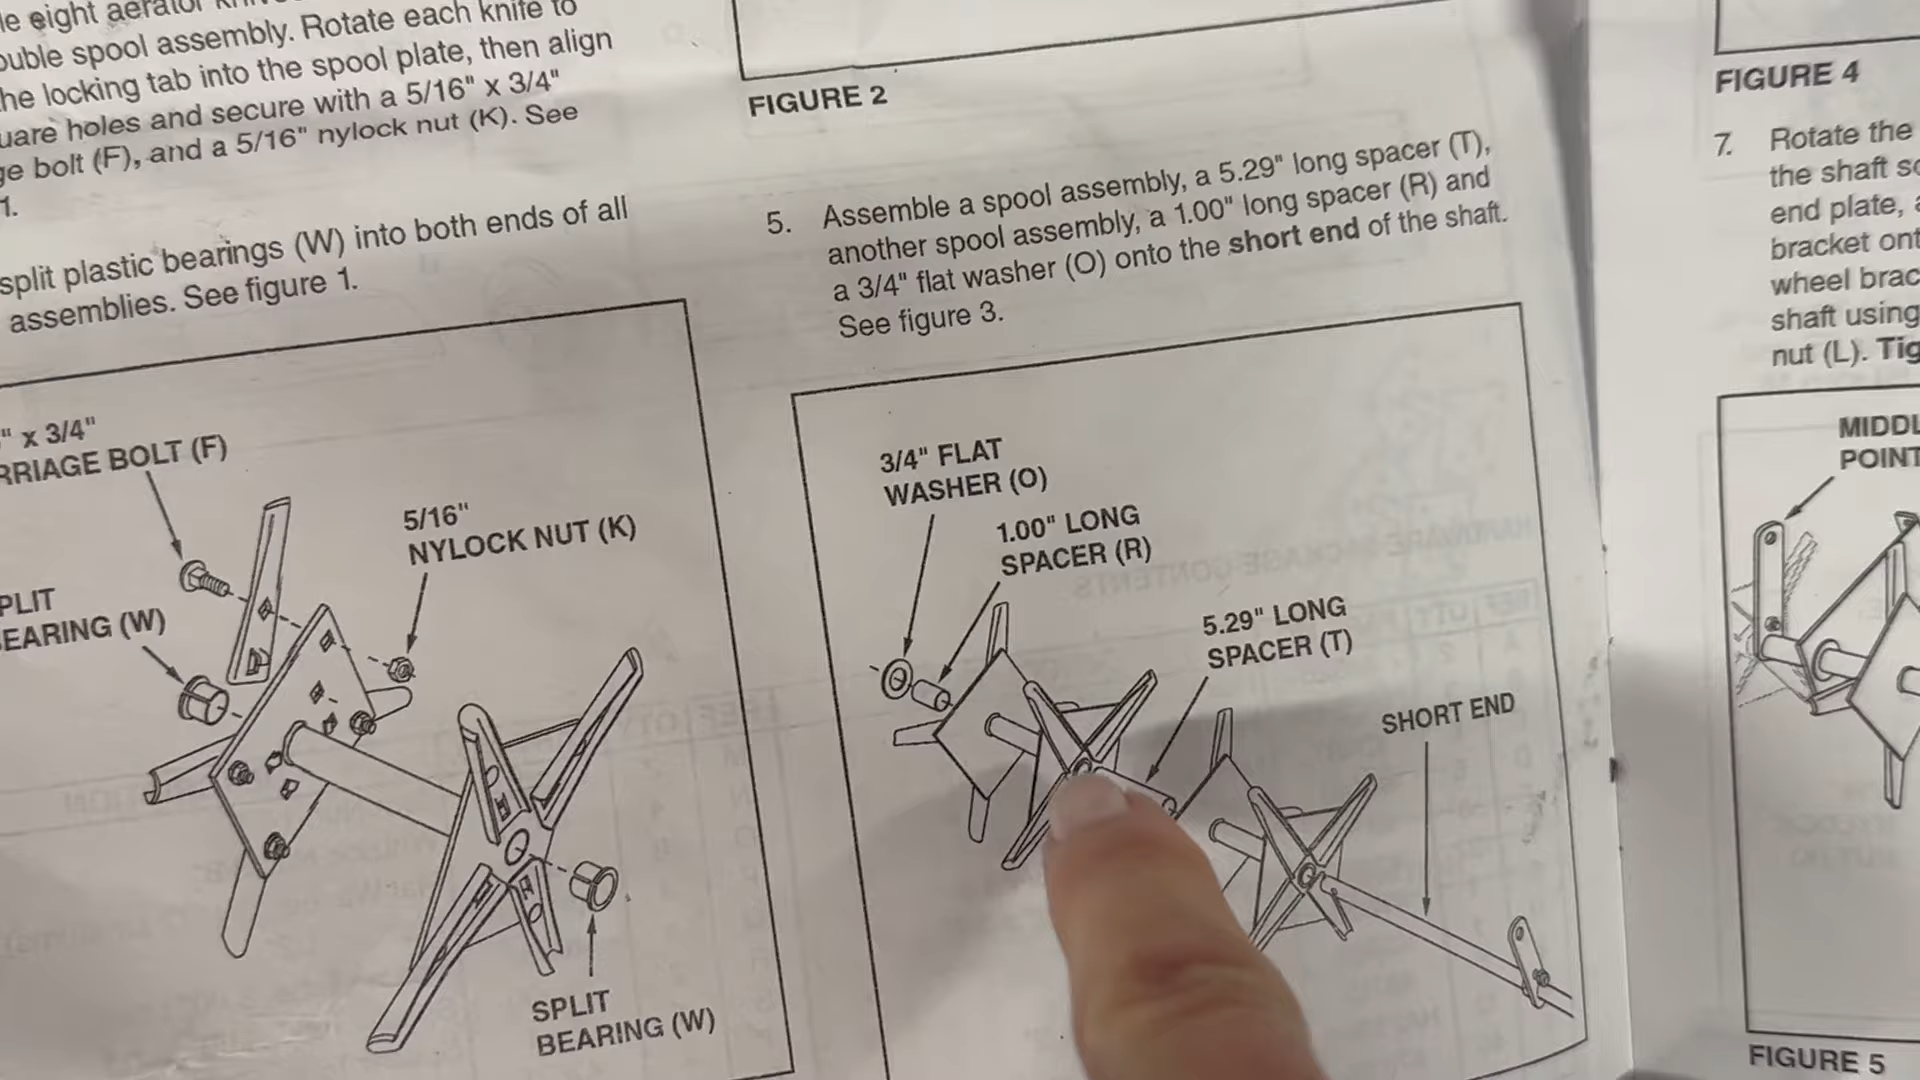 eight aerator
ouble spool assembly. Rotate each knife to
he locking tab into the spool plate, then align
uare holes and secure with a 5/16" x 3/4"
ge bolt (F), and a 5/16" nylock nut (K). See
1.
split plastic bearings (W) into both ends of all
assemblies. See figure 1.
" x 3/4"
RRIAGE BOLT (F)
5/16"
NYLOCK NUT (K)
PLIT
EARING (W)
SPLIT
BEARING (W)
FIGURE 2
5. Assemble a spool assembly, a 5.29" long spacer (T),
another spool assembly, a 1.00" long spacer (R) and
a 3/4" flat washer (O) onto the short end of the shaft.
See figure 3.
3/4" FLAT
WASHER (O)
1.00" LONG
SPACER (R)
5.29" LONG
SPACER (T)
SHORT END
FIGURE 4
7. Rotate the
the shaft so
end plate,
bracket ont
wheel brac
shaft using
nut (L). Tig
MIDDL
POINT
FIGURE 5